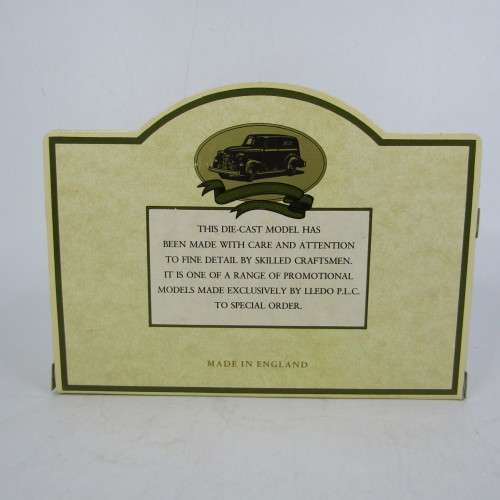 THIS DIE-CAST MODEL HAS
BEEN MADE WITH CARE AND ATTENTION
TO FINE DETAIL BY SKILLED CRAFTSMEN.
IT IS ONE OF A RANGE OF PROMOTIONAL
MODELS MADE EXCLUSIVELY BY LLEDO P.L.C.
TO SPECIAL ORDER.
MADE IN ENGLAND